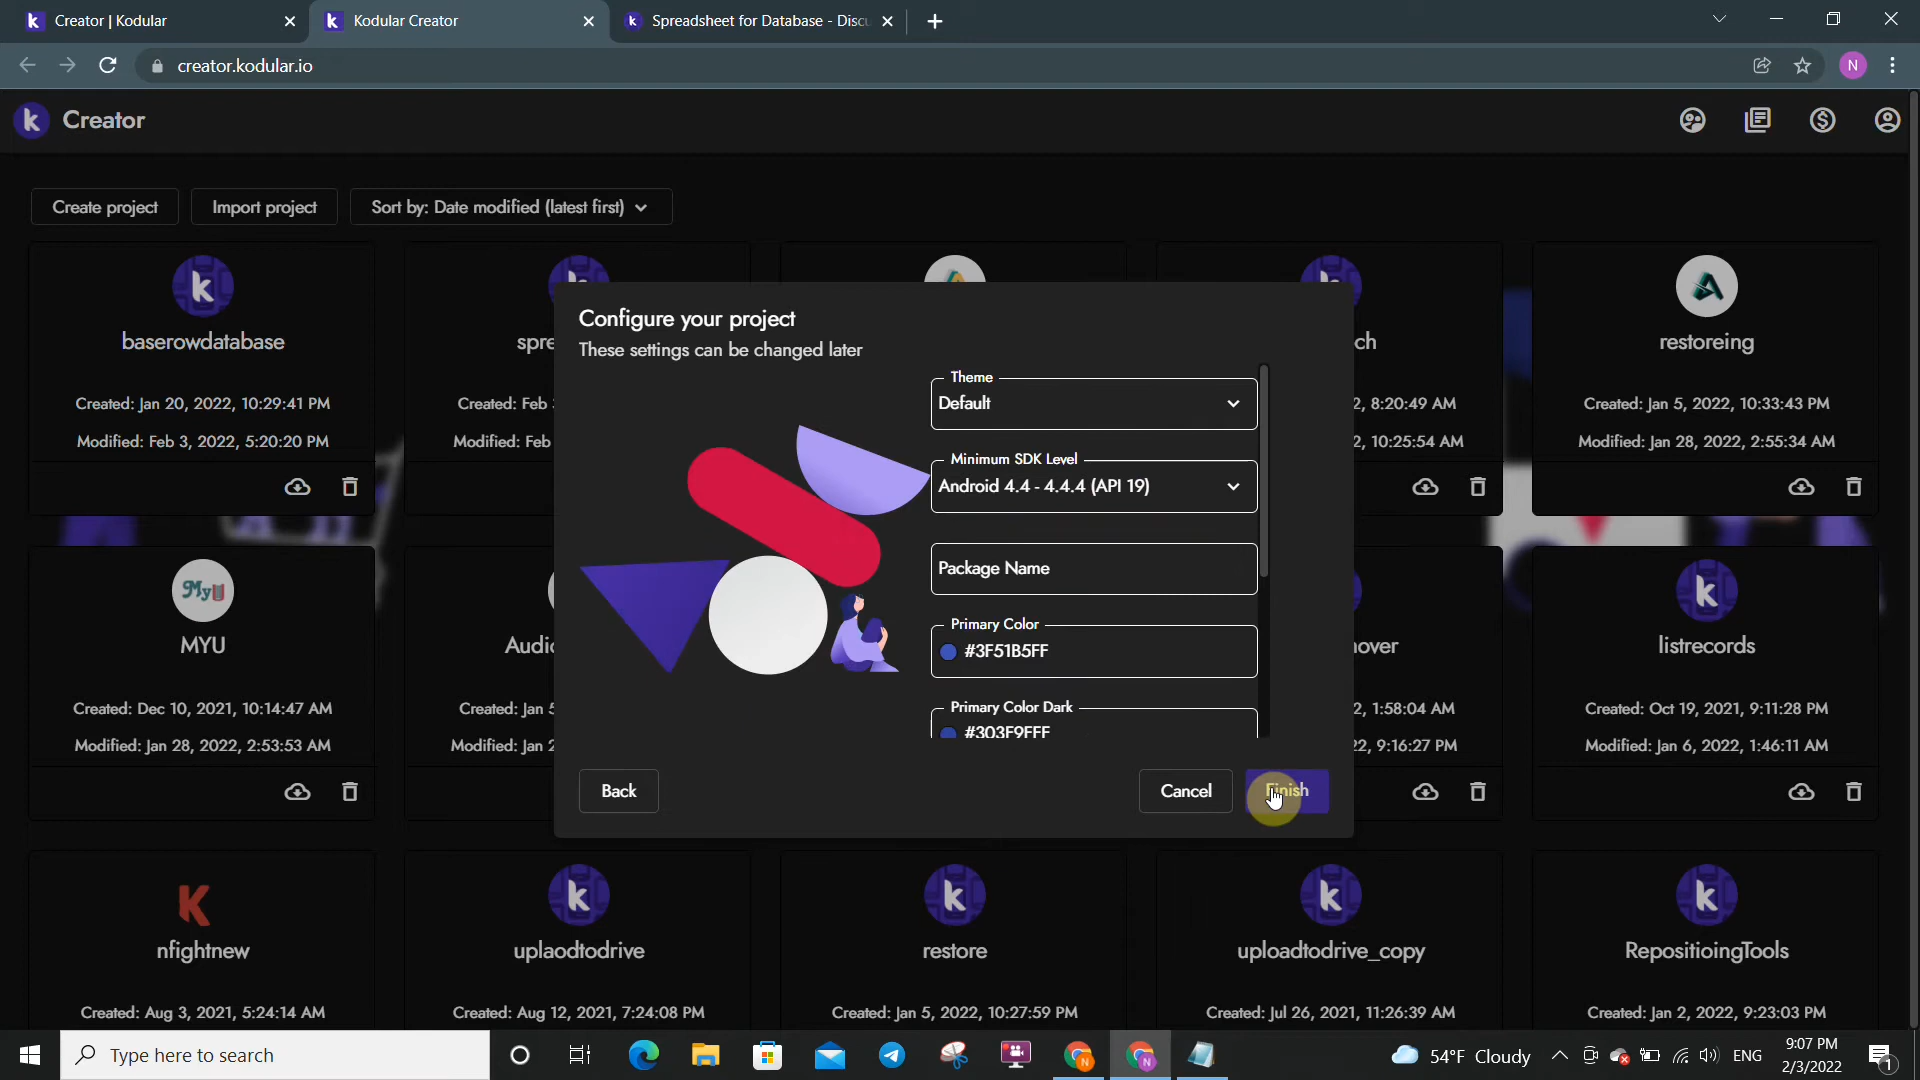 Creator | Kodular
Kodular Creator
Spreadsheet for Database - Discu
creator.kodular.io
N
Creator
Create project
Import project
Sort by: Date modified (latest first)
baserowdatabase
Created: Jan 20, 2022, 10:29:41 PM
Modified: Feb 3, 2022, 5:20:20 PM
spre
Created: Feb
Modified: Feb
ch
2, 8:20:49 AM
2, 10:25:54 AM
restoreing
Created: Jan 5, 2022, 10:33:43 PM
Modified: Jan 28, 2022, 2:55:34 AM
Configure your project
These settings can be changed later
Theme
Default
Minimum SDK Level
Android 4.4 - 4.4.4 (API 19)
Package Name
Primary Color
#3F51B5FF
Primary Color Dark
#303F9FFF
Back
Cancel
Finish
MyU
MYU
Created: Dec 10, 2021, 10:14:47 AM
Modified: Jan 28, 2022, 2:53:53 AM
Audio
Created: Jan 5
Modified: Jan 2
over
2, 1:58:04 AM
22, 9:16:27 PM
listrecords
Created: Oct 19, 2021, 9:11:28 PM
Modified: Jan 6, 2022, 1:46:11 AM
nfightnew
Created: Aug 3, 2021, 5:24:14 AM
uplaodtodrive
Created: Aug 12, 2021, 7:24:08 PM
restore
Created: Jan 5, 2022, 10:27:59 PM
uploadtodrive_copy
Created: Jul 26, 2021, 11:26:39 AM
RepositioingTools
Created: Jan 2, 2022, 9:23:03 PM
Type here to search
54°F Cloudy
ENG
9:07 PM
2/3/2022
1